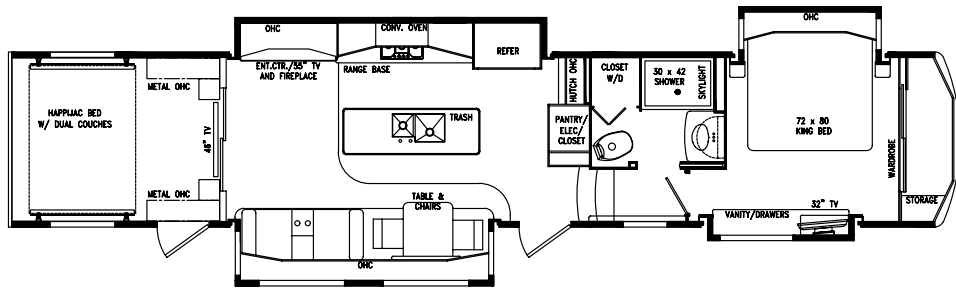 OHC
CONV. OVEN
REFER
ENT.CTR./55" TV
AND FIREPLACE
RANGE BASE
METAL OHC
HAPPIJAC BED
W/ DUAL COUCHES
46" TV
METAL OHC
TRASH
HUTCH OHC
PANTRY/
ELEC/
CLOSET
CLOSET
W/D
30 x 42
SHOWER
SKYLIGHT
OHC
72 x 80
KING BED
WARDROBE
STORAGE
TABLE &
CHAIRS
OHC
VANITY/DRAWERS
32" TV